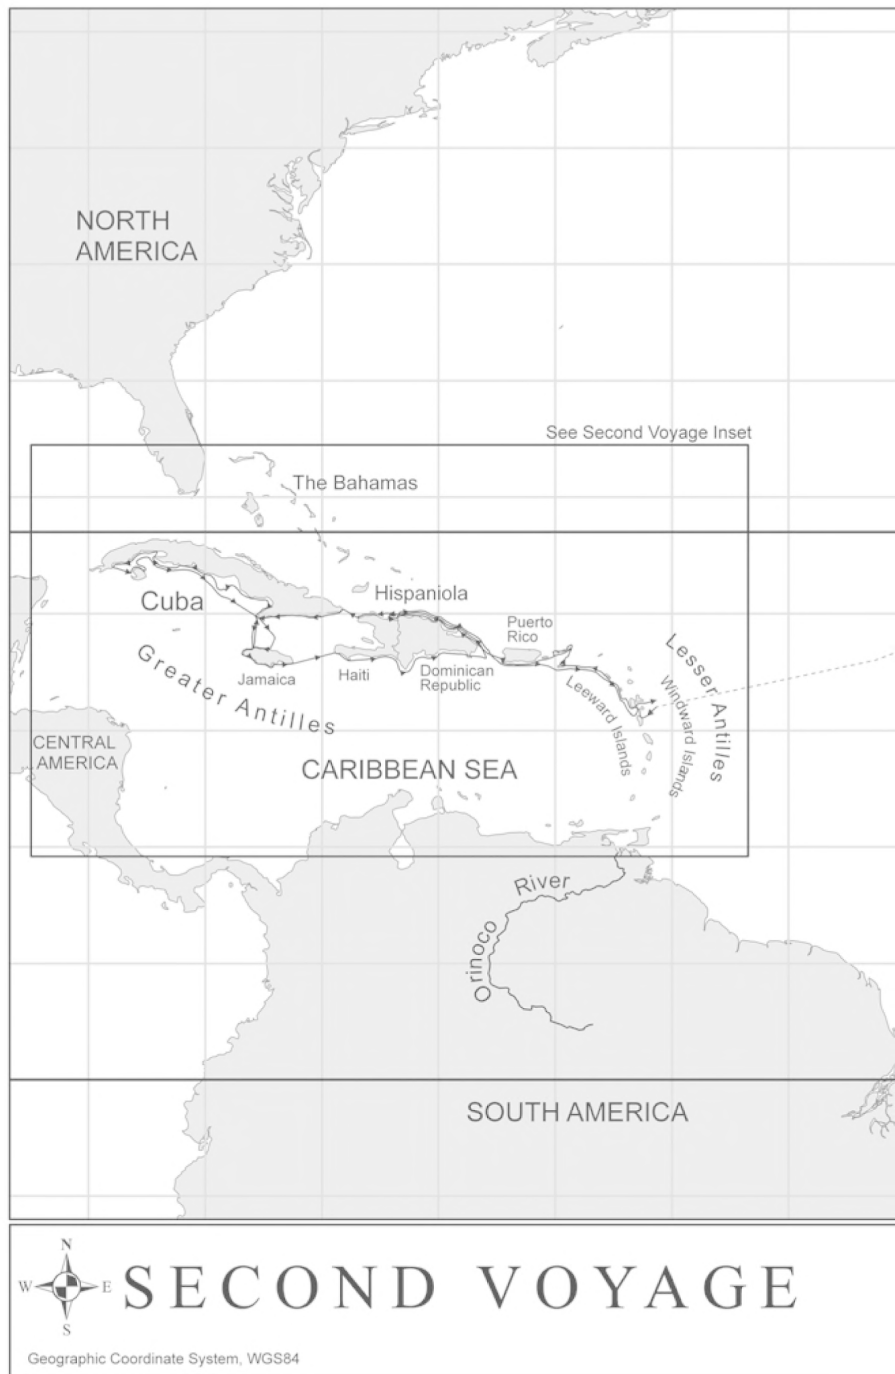 NORTH
AMERICA
See Second Voyage Inset
The Bahamas
Cuba
Hispaniola
Puerto
Rico
Greater Antilles
Jamaica
Haiti
Dominican
Republic
Leeward Islands
Windward Islands
Lesser Antilles
CENTRAL
AMERICA
CARIBBEAN SEA
Orinoco River
SOUTH AMERICA
N
W E
S
SECOND VOYAGE
Geographic Coordinate System, WGS84